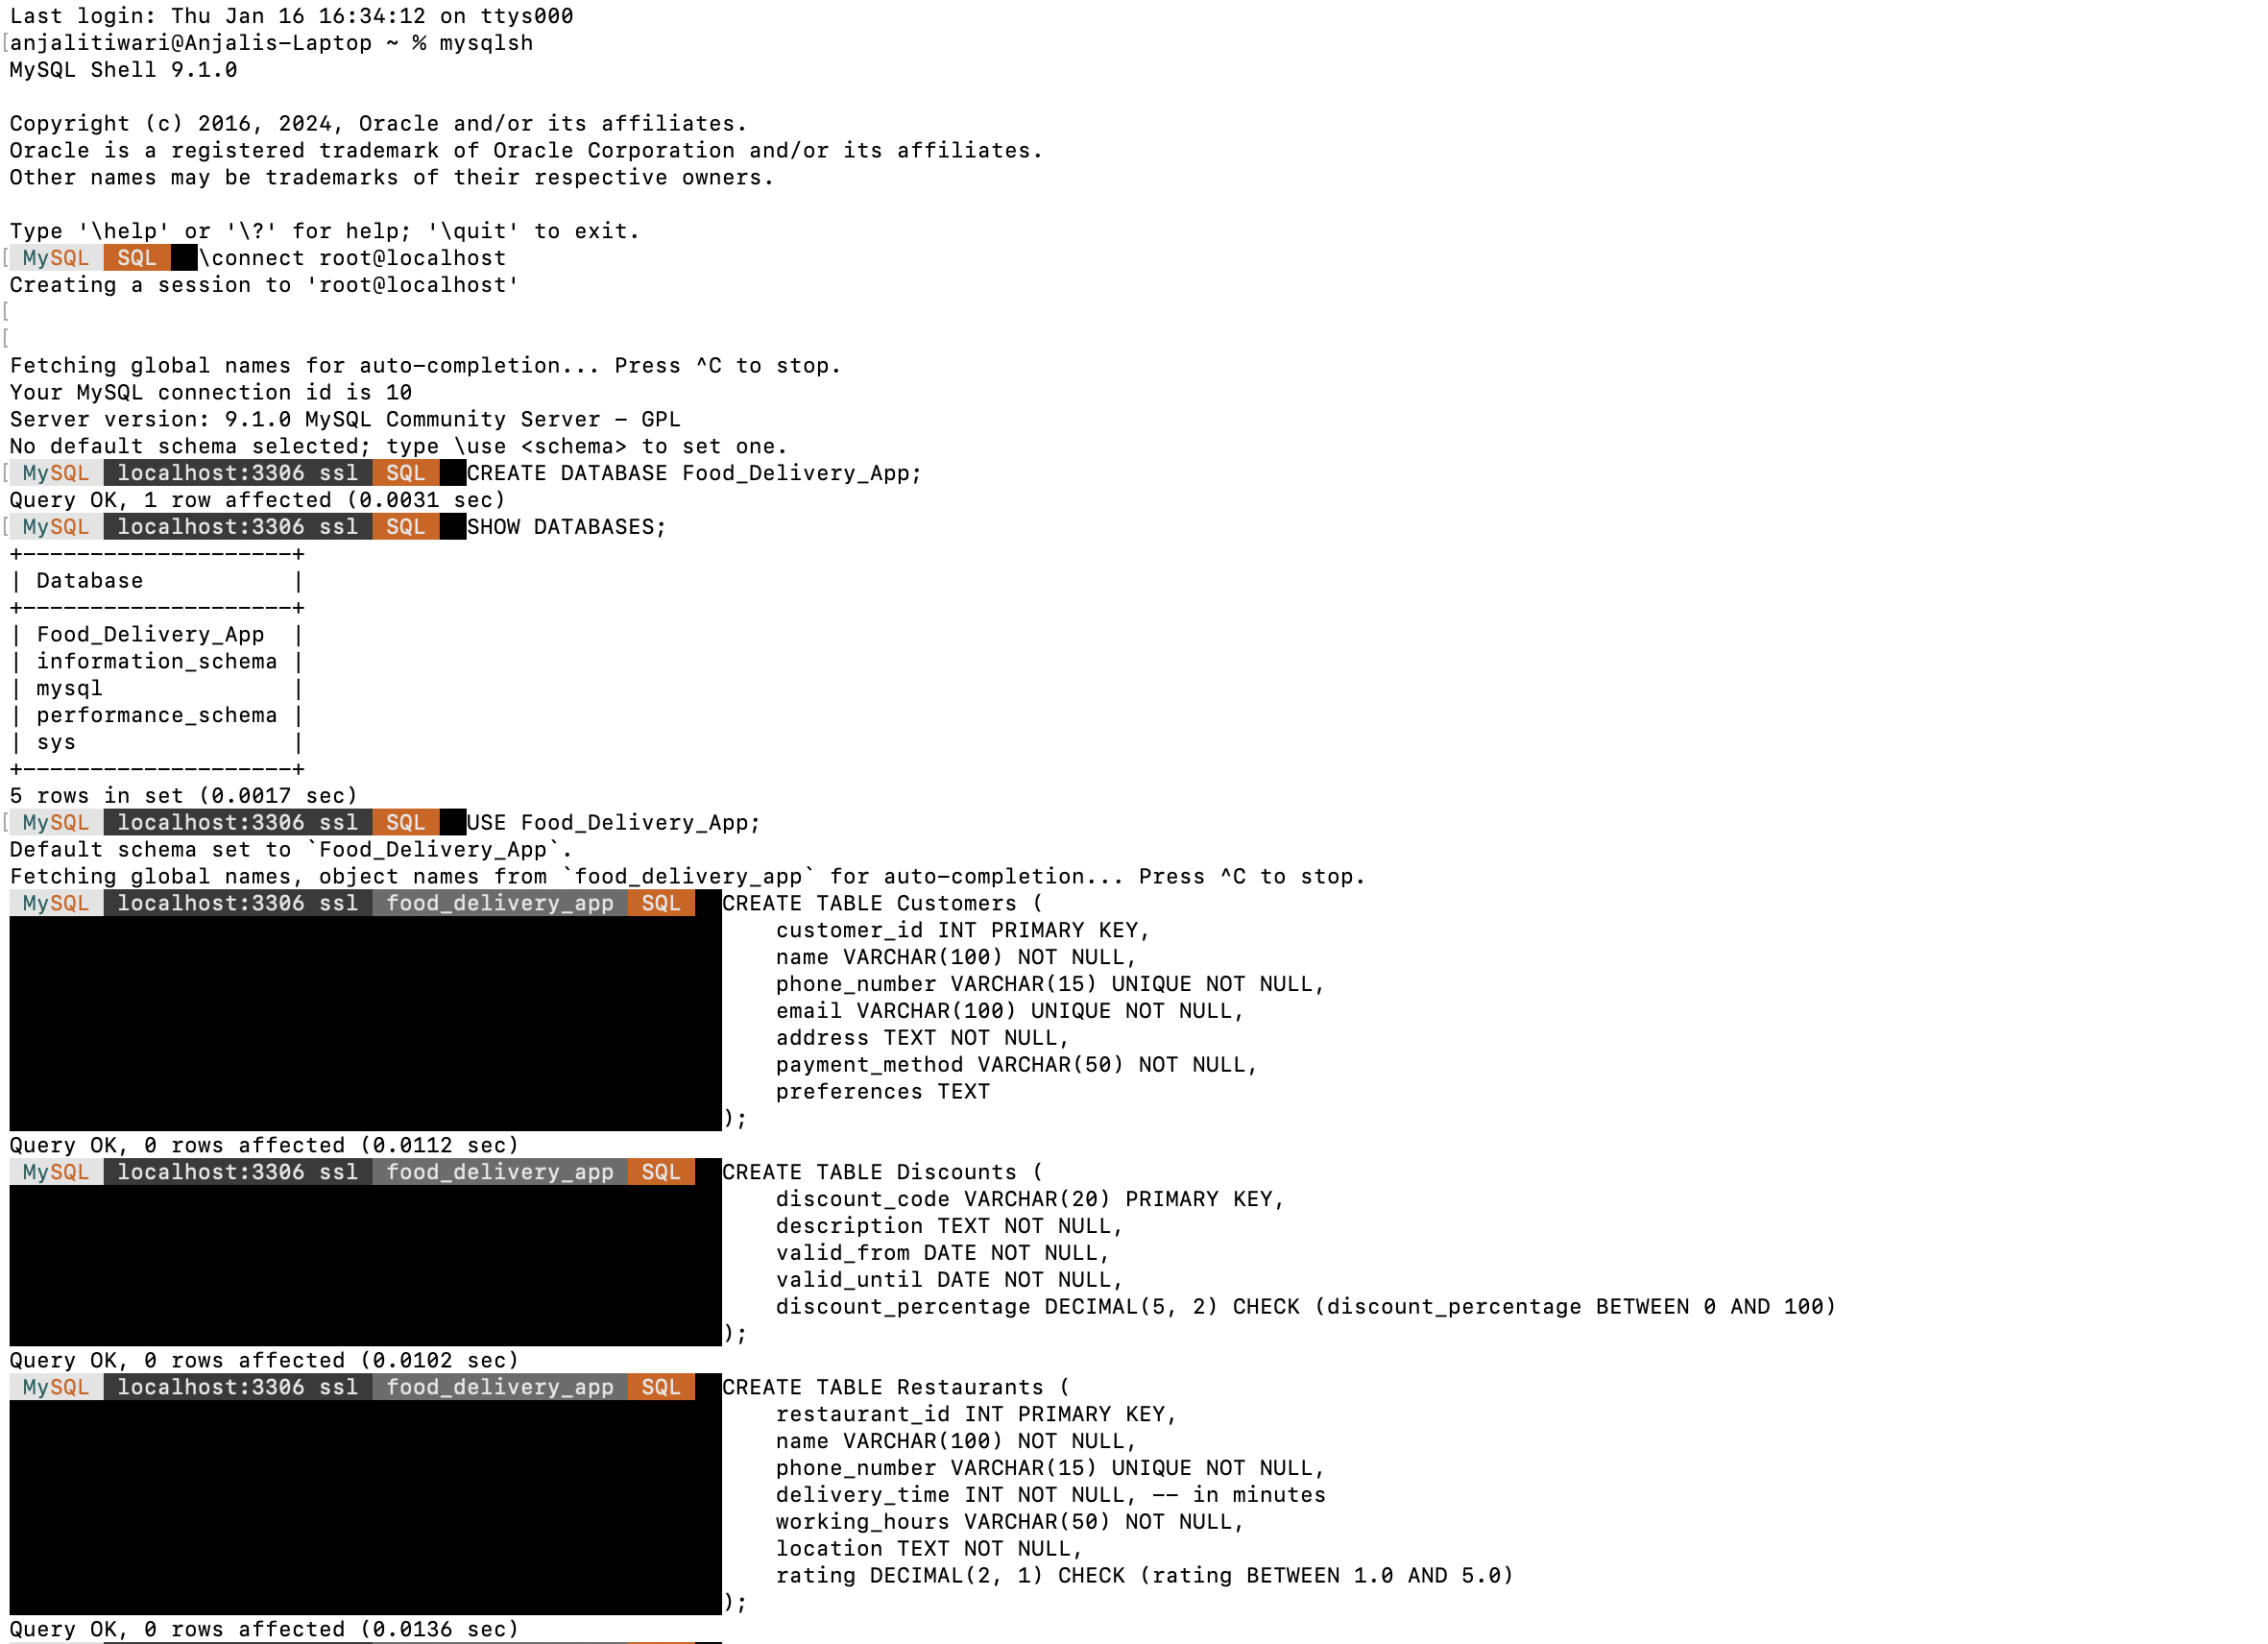 Last login: Thu Jan 16 16:34:12 on ttys000
[anjalitiwari@Anjalis-Laptop ~ % mysqlsh
MySQL Shell 9.1.0
Copyright (c) 2016, 2024, Oracle and/or its affiliates.
Oracle is a registered trademark of Oracle Corporation and/or its affiliates.
Other names may be trademarks of their respective owners.
Type '\help' or '\?' for help; '\quit' to exit.
[ MySQL  SQL  \connect root@localhost
Creating a session to 'root@localhost'
[
[
Fetching global names for auto-completion... Press ^C to stop.
Your MySQL connection id is 10
Server version: 9.1.0 MySQL Community Server - GPL
No default schema selected; type \use <schema> to set one.
[ MySQL  localhost:3306 ssl  SQL  CREATE DATABASE Food_Delivery_App;
Query OK, 1 row affected (0.0031 sec)
[ MySQL  localhost:3306 ssl  SQL  SHOW DATABASES;
+--------------------+
| Database           |
+--------------------+
| Food_Delivery_App  |
| information_schema |
| mysql              |
| performance_schema |
| sys                |
+--------------------+
5 rows in set (0.0017 sec)
[ MySQL  localhost:3306 ssl  SQL  USE Food_Delivery_App;
Default schema set to `Food_Delivery_App`.
Fetching global names, object names from `food_delivery_app` for auto-completion... Press ^C to stop.
 MySQL  localhost:3306 ssl  food_delivery_app  SQL  CREATE TABLE Customers (
    customer_id INT PRIMARY KEY,
    name VARCHAR(100) NOT NULL,
    phone_number VARCHAR(15) UNIQUE NOT NULL,
    email VARCHAR(100) UNIQUE NOT NULL,
    address TEXT NOT NULL,
    payment_method VARCHAR(50) NOT NULL,
    preferences TEXT
);
Query OK, 0 rows affected (0.0112 sec)
 MySQL  localhost:3306 ssl  food_delivery_app  SQL  CREATE TABLE Discounts (
    discount_code VARCHAR(20) PRIMARY KEY,
    description TEXT NOT NULL,
    valid_from DATE NOT NULL,
    valid_until DATE NOT NULL,
    discount_percentage DECIMAL(5, 2) CHECK (discount_percentage BETWEEN 0 AND 100)
);
Query OK, 0 rows affected (0.0102 sec)
 MySQL  localhost:3306 ssl  food_delivery_app  SQL  CREATE TABLE Restaurants (
    restaurant_id INT PRIMARY KEY,
    name VARCHAR(100) NOT NULL,
    phone_number VARCHAR(15) UNIQUE NOT NULL,
    delivery_time INT NOT NULL, -- in minutes
    working_hours VARCHAR(50) NOT NULL,
    location TEXT NOT NULL,
    rating DECIMAL(2, 1) CHECK (rating BETWEEN 1.0 AND 5.0)
);
Query OK, 0 rows affected (0.0136 sec)